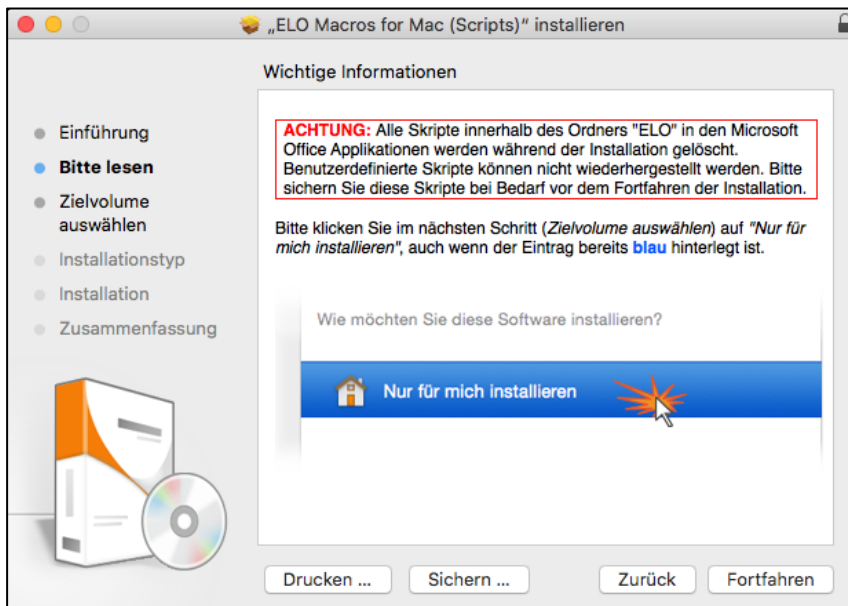 „ELO Macros for Mac (Scripts)“ installieren
Wichtige Informationen
Einführung
Bitte lesen
Zielvolume
auswählen
Installationstyp
Installation
Zusammenfassung
ACHTUNG: Alle Skripte innerhalb des Ordners "ELO" in den Microsoft
Office Applikationen werden während der Installation gelöscht.
Benutzerdefinierte Skripte können nicht wiederhergestellt werden. Bitte
sichern Sie diese Skripte bei Bedarf vor dem Fortfahren der Installation.
Bitte klicken Sie im nächsten Schritt (Zielvolume auswählen) auf "Nur für
mich installieren", auch wenn der Eintrag bereits blau hinterlegt ist.
Wie möchten Sie diese Software installieren?
Nur für mich installieren
Drucken ... Sichern ... Zurück Fortfahren